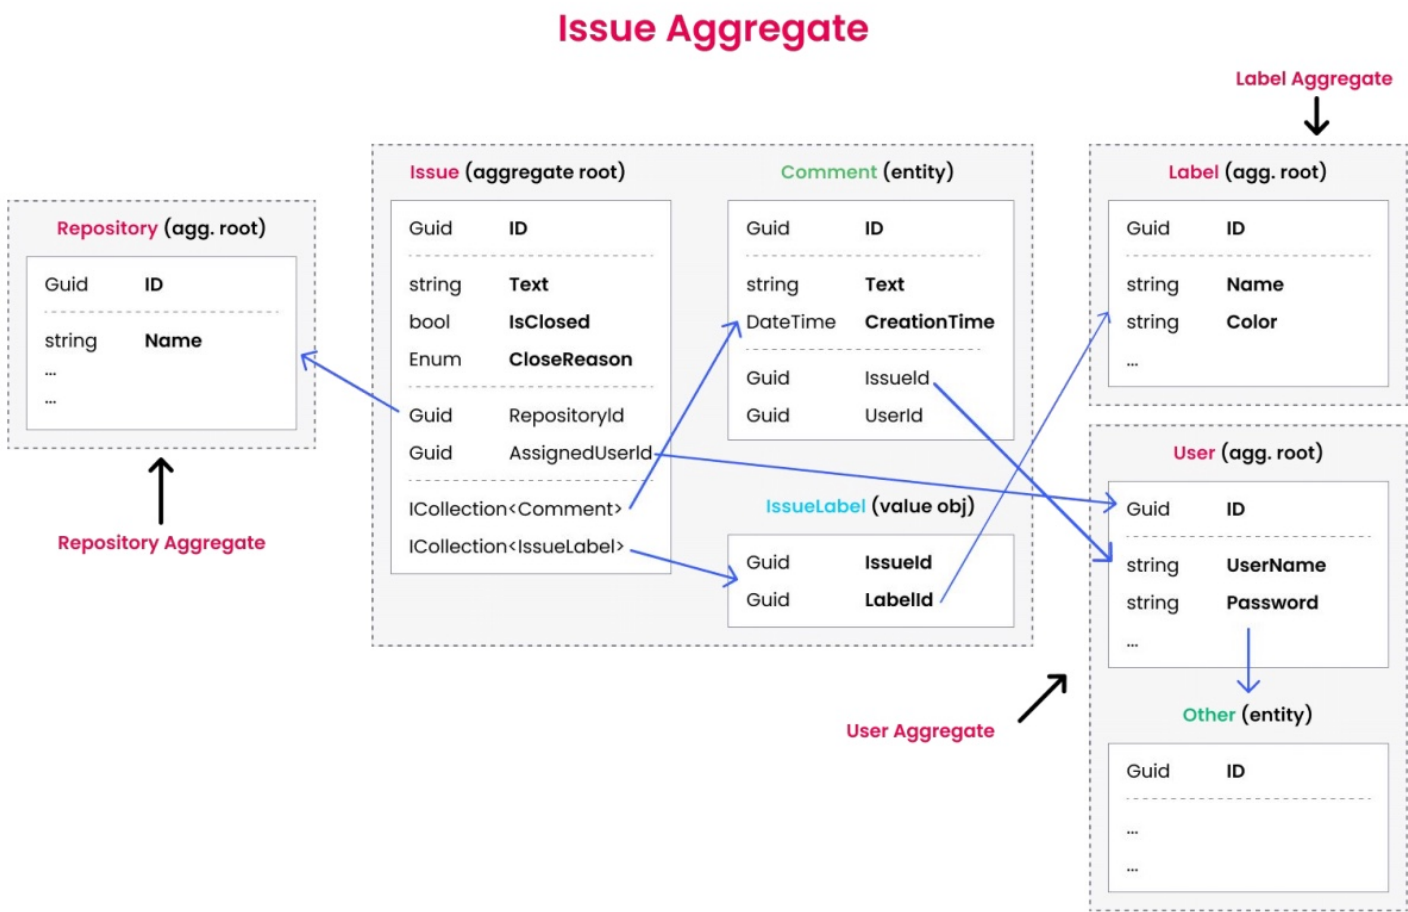 Issue Aggregate
Repository (agg. root)
Guid ID
string Name
...
...
Repository Aggregate
Issue (aggregate root)
Guid ID
string Text
bool IsClosed
Enum CloseReason
Guid RepositoryId
Guid AssignedUserId
ICollection<Comment>
ICollection<IssueLabel>
Comment (entity)
Guid ID
string Text
DateTime CreationTime
Guid IssueId
Guid UserId
IssueLabel (value obj)
Guid IssueId
Guid LabelId
Label Aggregate
Label (agg. root)
Guid ID
string Name
string Color
...
User (agg. root)
Guid ID
string UserName
string Password
...
User Aggregate
Other (entity)
Guid ID
...
...